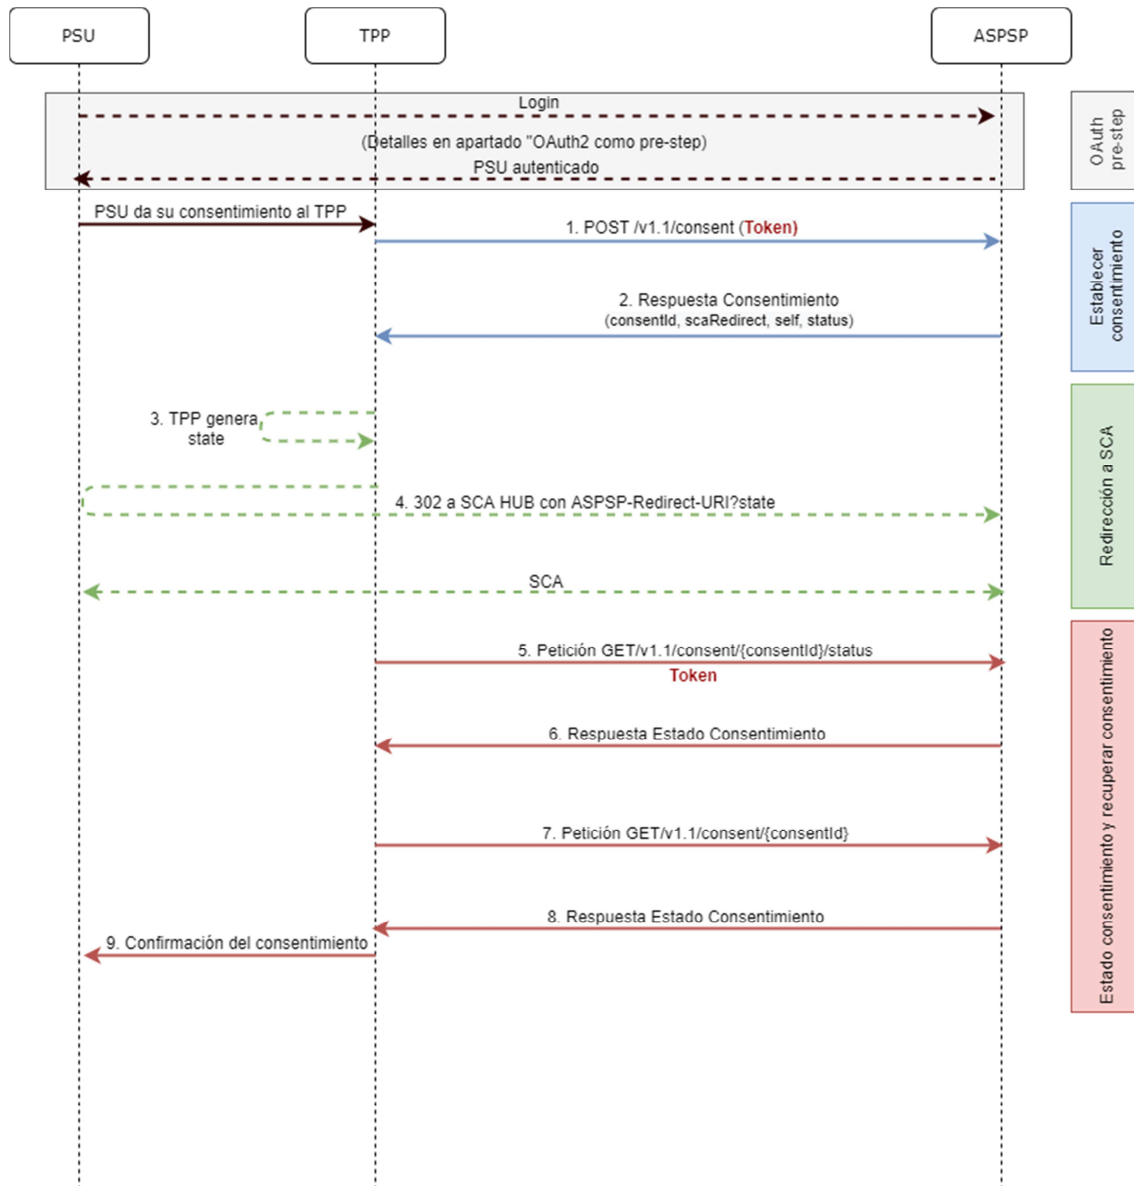 PSU
TPP
ASPSP
Login
(Detalles en apartado "OAuth2 como pre-step)
PSU autenticado
OAuth
pre-step
PSU da su consentimiento al TPP
1. POST /v1.1/consent (Token)
2. Respuesta Consentimiento
(consentId, scaRedirect, self, status)
Establecer
consentimiento
3. TPP genera
state
4. 302 a SCA HUB con ASPSP-Redirect-URI?state
SCA
Redirección a SCA
5. Petición GET/v1.1/consent/{consentId}/status
Token
6. Respuesta Estado Consentimiento
7. Petición GET/v1.1/consent/{consentId}
8. Respuesta Estado Consentimiento
9. Confirmación del consentimiento
Estado consentimiento y recuperar consentimiento